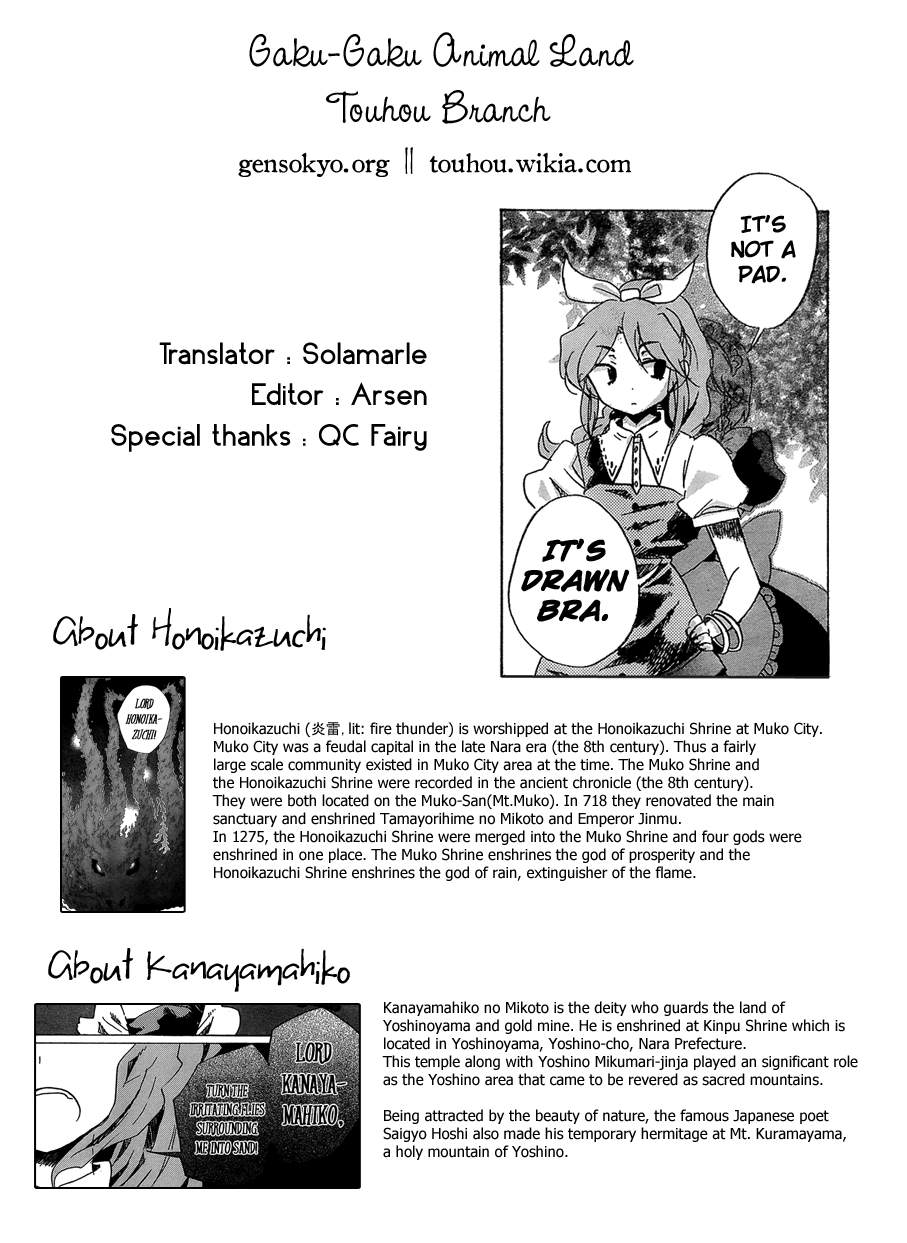 Gaku-Gaku Animal Land
Touhou Branch
gensokyo.org || touhou.wikia.com
IT'S
NOT A
PAD.
Translator : Solamarle
Editor : Arsen
Special thanks : QC Fairy
IT'S
DRAWN
BRA.
About Honoikazuchi
LORD
HONOIKA-
ZUCHI!
Honoikazuchi (炎雷, lit: fire thunder) is worshipped at the Honoikazuchi Shrine at Muko City.
Muko City was a feudal capital in the late Nara era (the 8th century). Thus a fairly
large scale community existed in Muko City area at the time. The Muko Shrine and
the Honoikazuchi Shrine were recorded in the ancient chronicle (the 8th century).
They were both located on the Muko-San(Mt.Muko). In 718 they renovated the main
sanctuary and enshrined Tamayorihime no Mikoto and Emperor Jinmu.
In 1275, the Honoikazuchi Shrine were merged into the Muko Shrine and four gods were
enshrined in one place. The Muko Shrine enshrines the god of prosperity and the
Honoikazuchi Shrine enshrines the god of rain, extinguisher of the flame.
About Kanayamahiko
LORD
KANAYA-
MAHIKO,
TURN THE
IRRITATING FLIES
SURROUNDING
ME INTO SAND!
Kanayamahiko no Mikoto is the deity who guards the land of
Yoshinoyama and gold mine. He is enshrined at Kinpu Shrine which is
located in Yoshinoyama, Yoshino-cho, Nara Prefecture.
This temple along with Yoshino Mikumari-jinja played an significant role
as the Yoshino area that came to be revered as sacred mountains.
Being attracted by the beauty of nature, the famous Japanese poet
Saigyo Hoshi also made his temporary hermitage at Mt. Kuramayama,
a holy mountain of Yoshino.